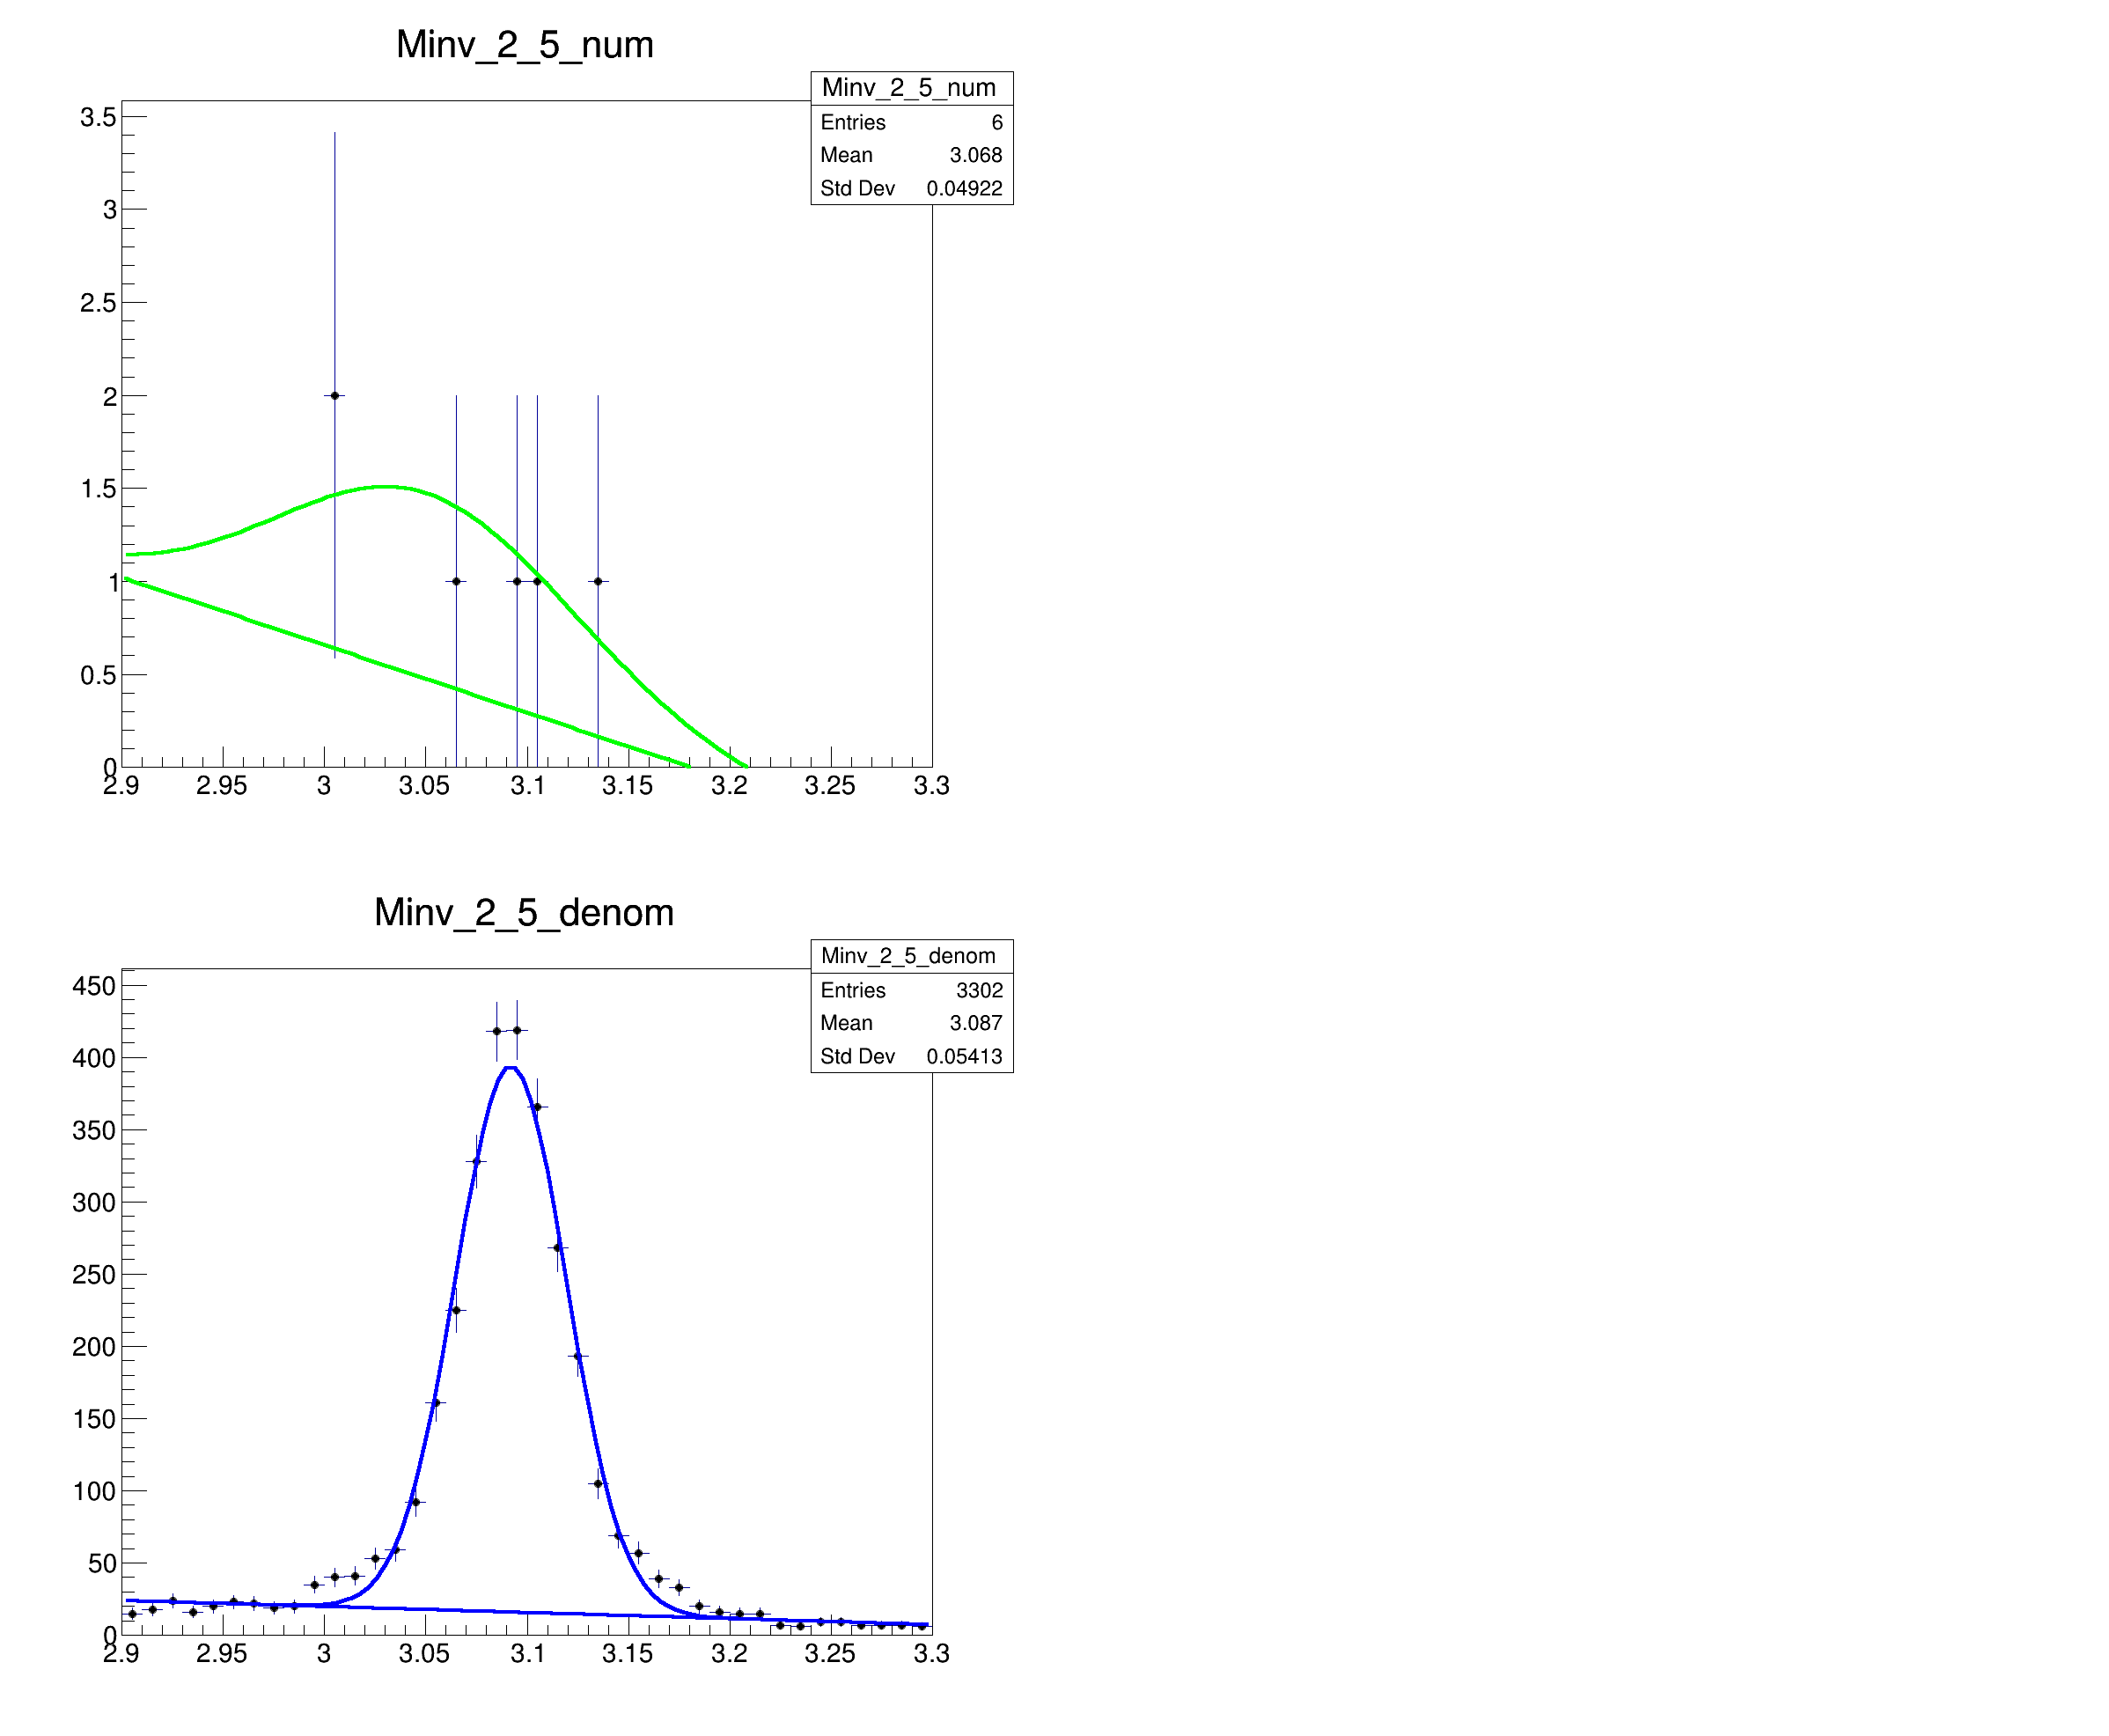 Minv_2_5_num
Minv_2_5_num
Entries 6
Mean 3.068
Std Dev 0.04922
3.5
3
2.5
2
1.5
1
0.5
0
2.9 2.95 3 3.05 3.1 3.15 3.2 3.25 3.3
Minv_2_5_denom
Minv_2_5_denom
Entries 3302
Mean 3.087
Std Dev 0.05413
450
400
350
300
250
200
150
100
50
0
2.9 2.95 3 3.05 3.1 3.15 3.2 3.25 3.3